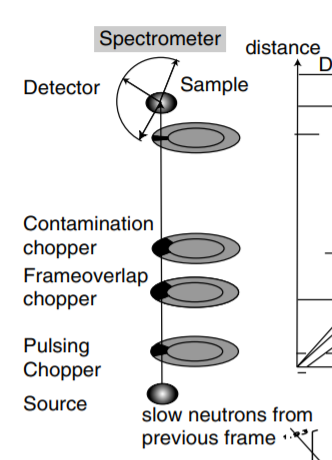 Spectrometer
distance
D
Detector
Sample
Contamination
chopper
Frameoverlap
chopper
Pulsing
Chopper
Source
slow neutrons from
previous frame